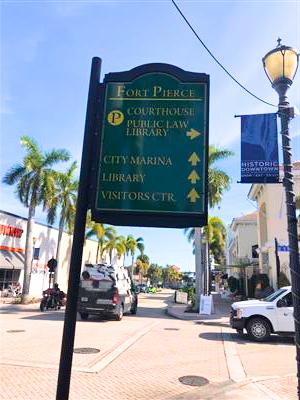 FORT PIERCE
P COURTHOUSE
PUBLIC LAW
LIBRARY
CITY MARINA
LIBRARY
VISITORS CTR.
HISTORIC
DOWNTOWN